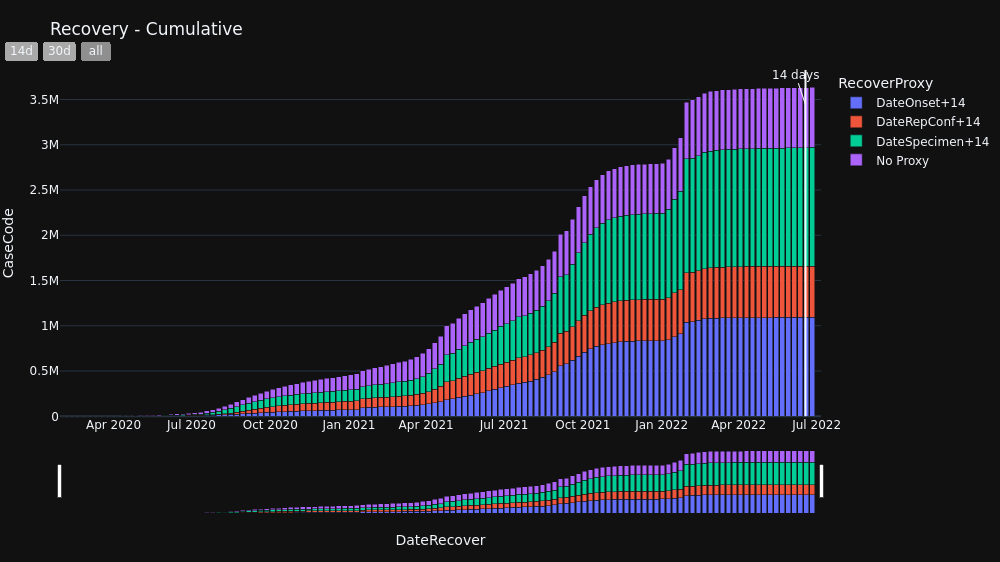 Recovery - Cumulative
14d 30d all
14 days
RecoverProxy
DateOnset+14
DateRepConf+14
DateSpecimen+14
No Proxy
CaseCode
3.5M
3M
2.5M
2M
1.5M
1M
0.5M
0
Apr 2020 Jul 2020 Oct 2020 Jan 2021 Apr 2021 Jul 2021 Oct 2021 Jan 2022 Apr 2022 Jul 2022
DateRecover